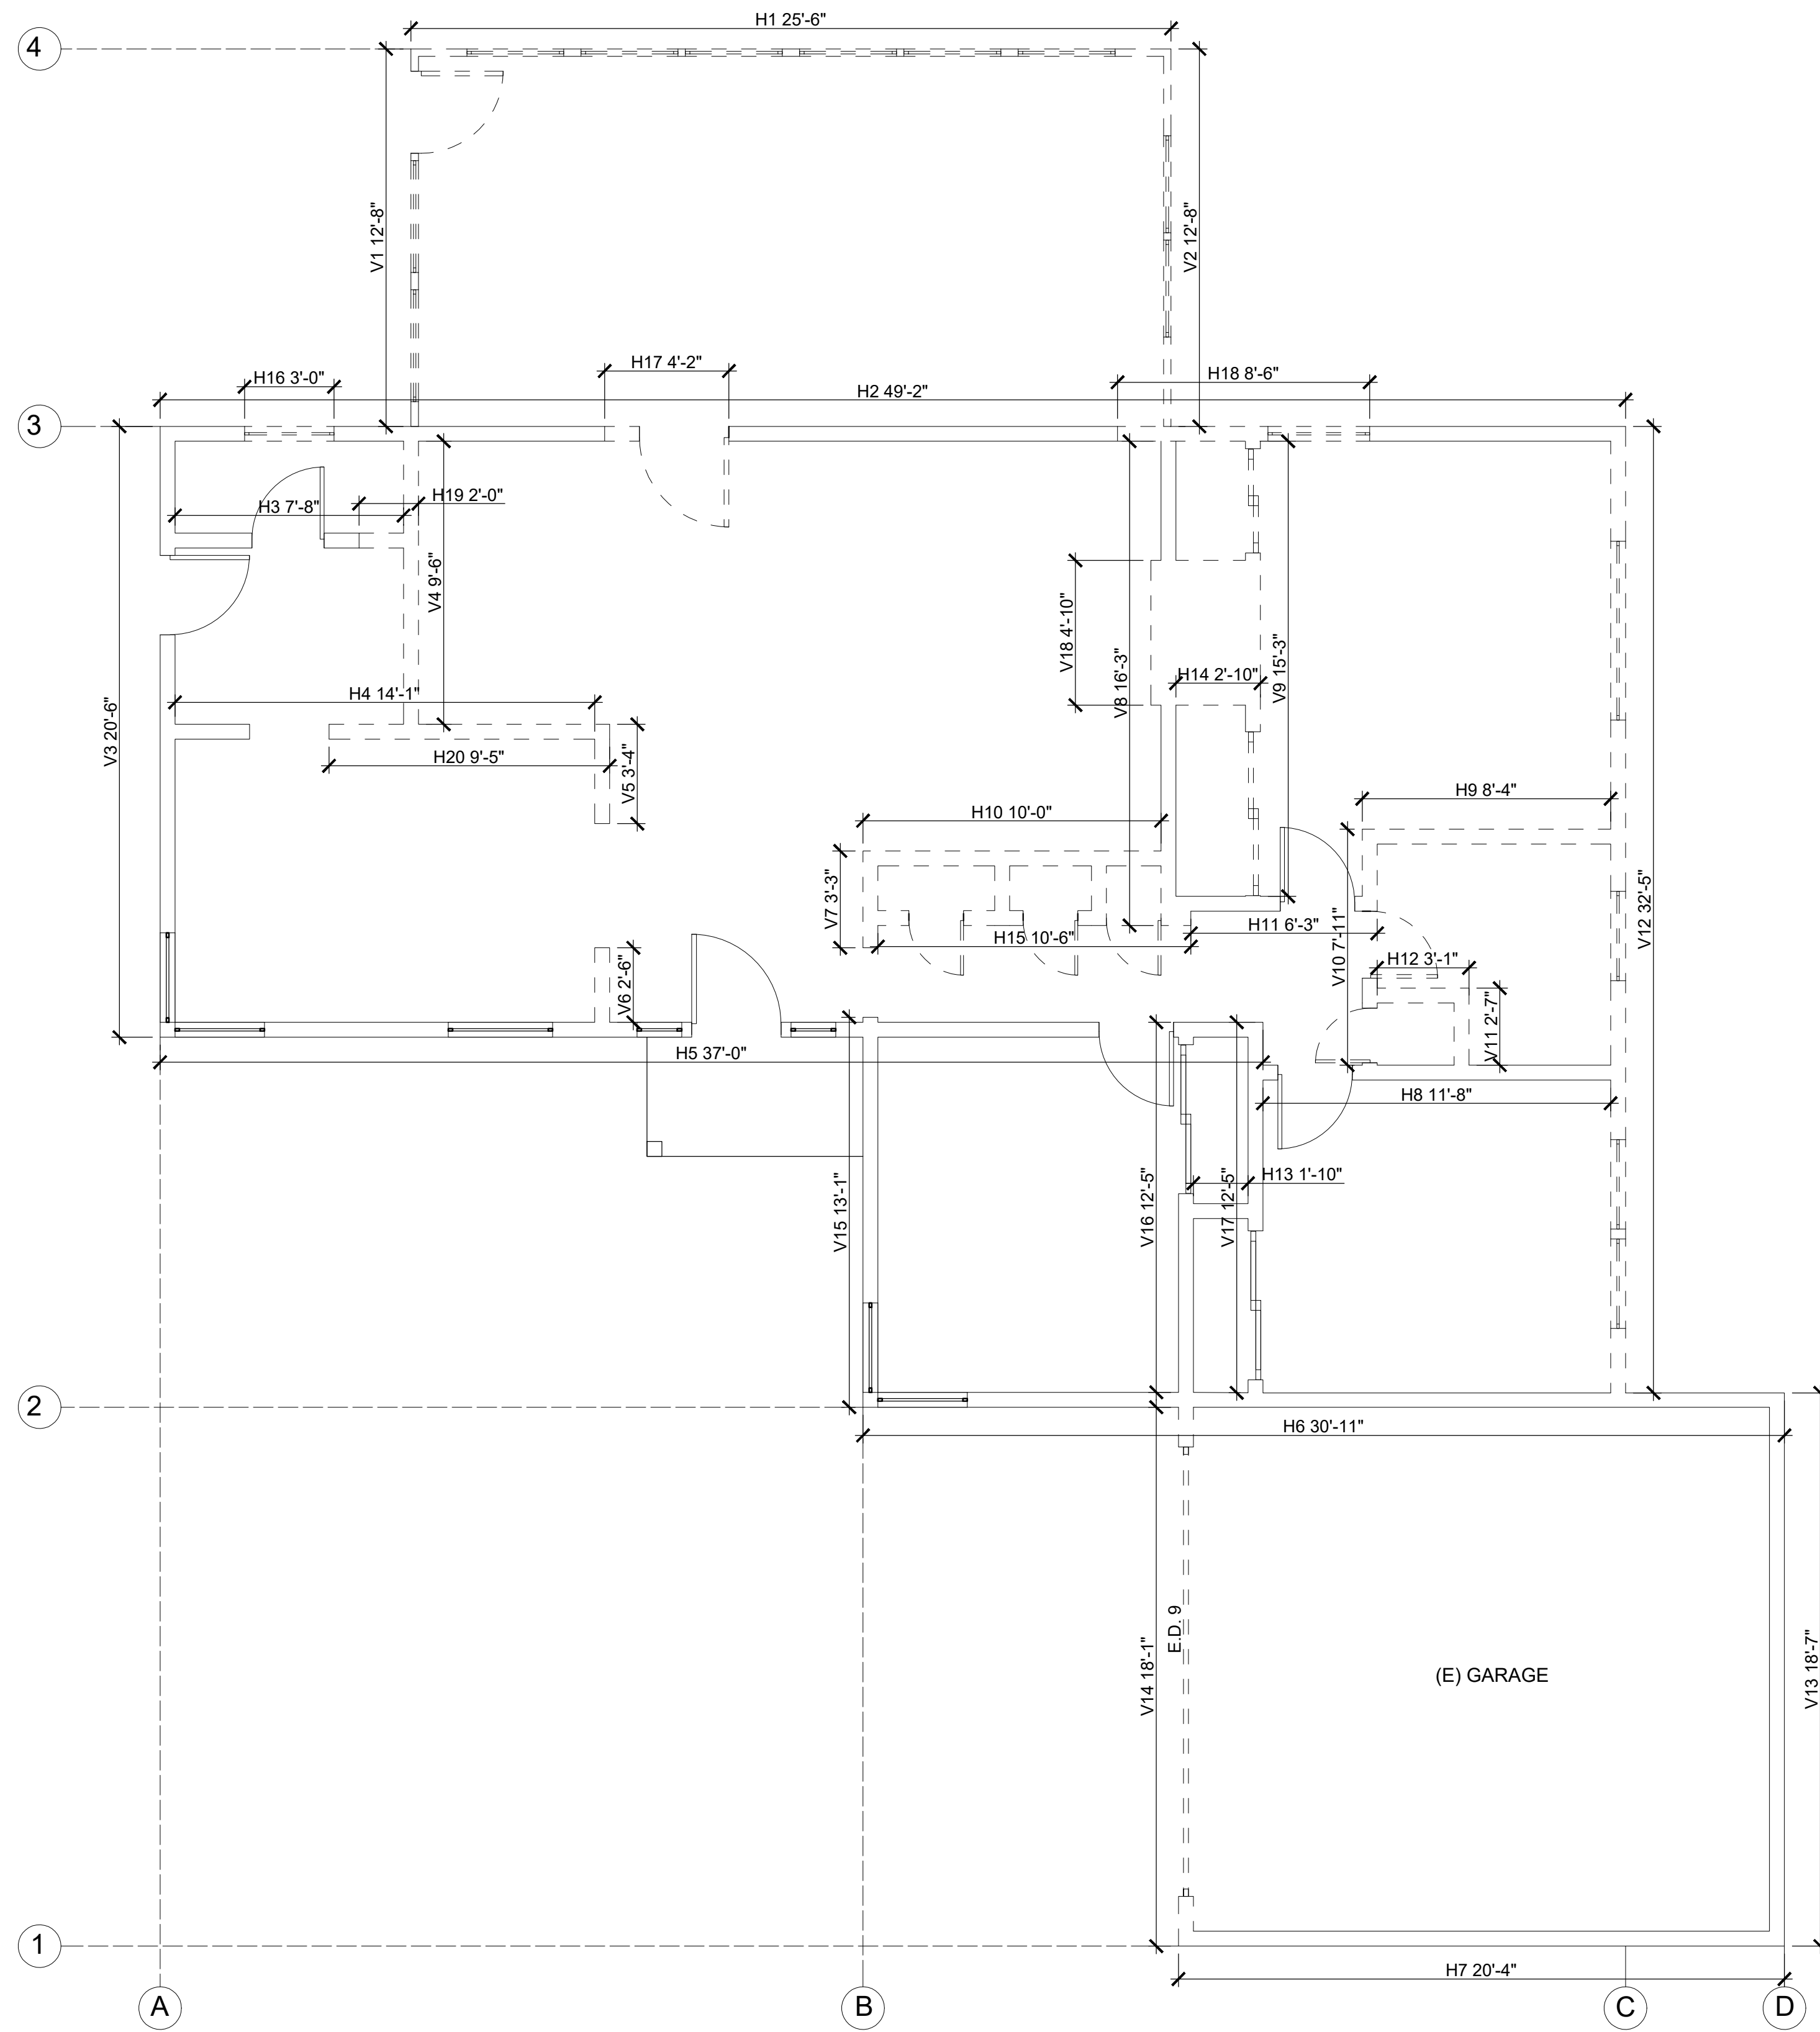 H1 25'-6"
4
V1 12'-8"
V2 12'-8"
H17 4'-2"
H16 3'-0"
H18 8'-6"
H2 49'-2"
3
H19 2'-0"
H3 7'-8"
V4 9'-6"
V18 4'-10"
V8 16'-3"
H14 2'-10"
V9 15'-3"
H4 14'-1"
V3 20'-6"
H20 9'-5"
V5 3'-4"
H9 8'-4"
H10 10'-0"
V7 3'-3"
V12 32'-5"
H11 6'-3"
H15 10'-6"
V10 7'-11"
H12 3'-1"
V6 2'-6"
V11 2'-7"
H5 37'-0"
H8 11'-8"
H13 1'-10"
V15 13'-1"
V16 12'-5"
V17 12'-5"
2
H6 30'-11"
E.D. 9
V14 18'-1"
(E) GARAGE
V13 18'-7"
1
H7 20'-4"
A
B
C
D